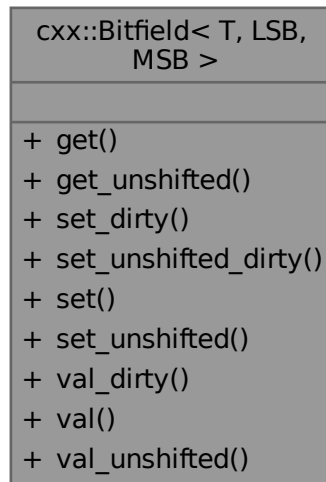 cxx::Bitfield< T, LSB,
MSB >
+ get()
+ get_unshifted()
+ set_dirty()
+ set_unshifted_dirty()
+ set()
+ set_unshifted()
+ val_dirty()
+ val()
+ val_unshifted()